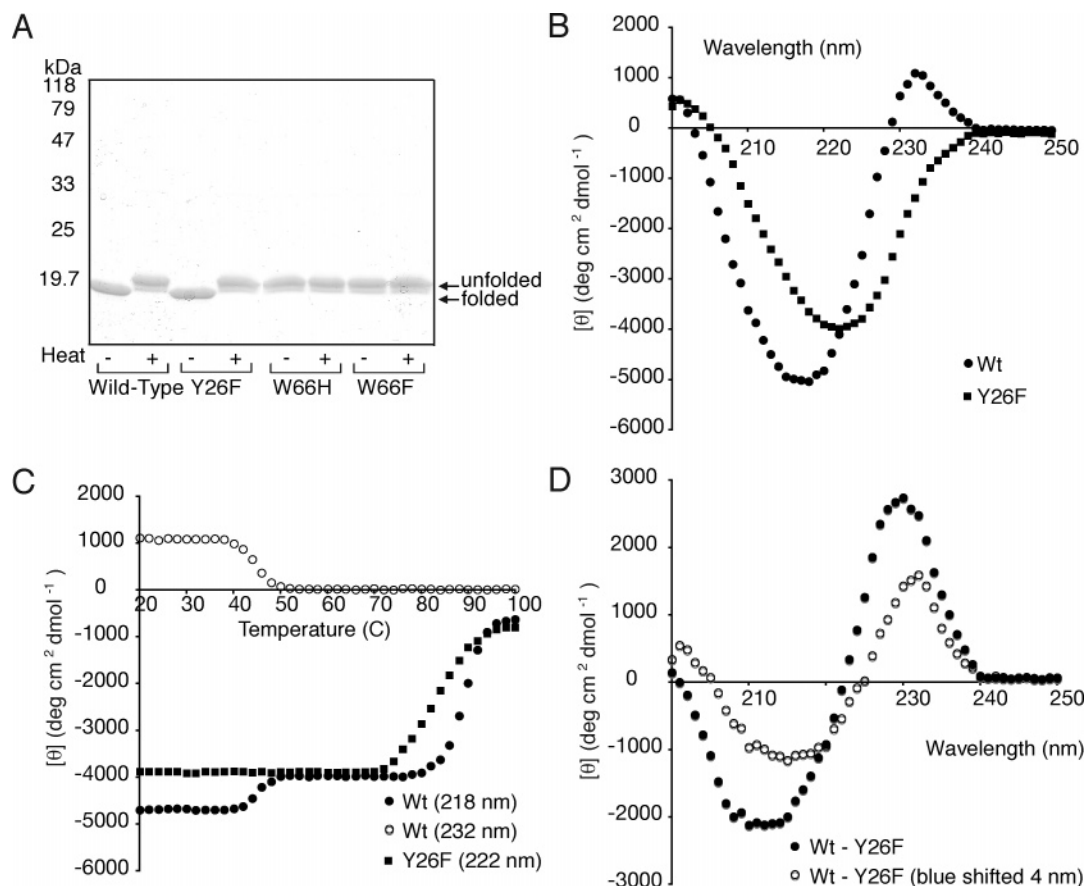 A
kDa
118
79
47
33
25
19.7
unfolded
folded
Heat - + - + - + - +
Wild-Type Y26F W66H W66F
B
Wavelength (nm)
2000
1000
0
-1000
-2000
-3000
-4000
-5000
-6000
210 220 230 240 250
[θ] (deg cm 2 dmol -1 )
Wt
Y26F
C
2000
1000
0
-1000
-2000
-3000
-4000
-5000
-6000
20 30 40 50 60 70 80 90 100
Temperature (C)
[θ] (deg cm 2 dmol -1 )
Wt (218 nm)
Wt (232 nm)
Y26F (222 nm)
D
3000
2000
1000
0
-1000
-2000
-3000
210 220 230 240 250
Wavelength (nm)
[θ] (deg cm 2 dmol -1 )
Wt - Y26F
Wt - Y26F (blue shifted 4 nm)